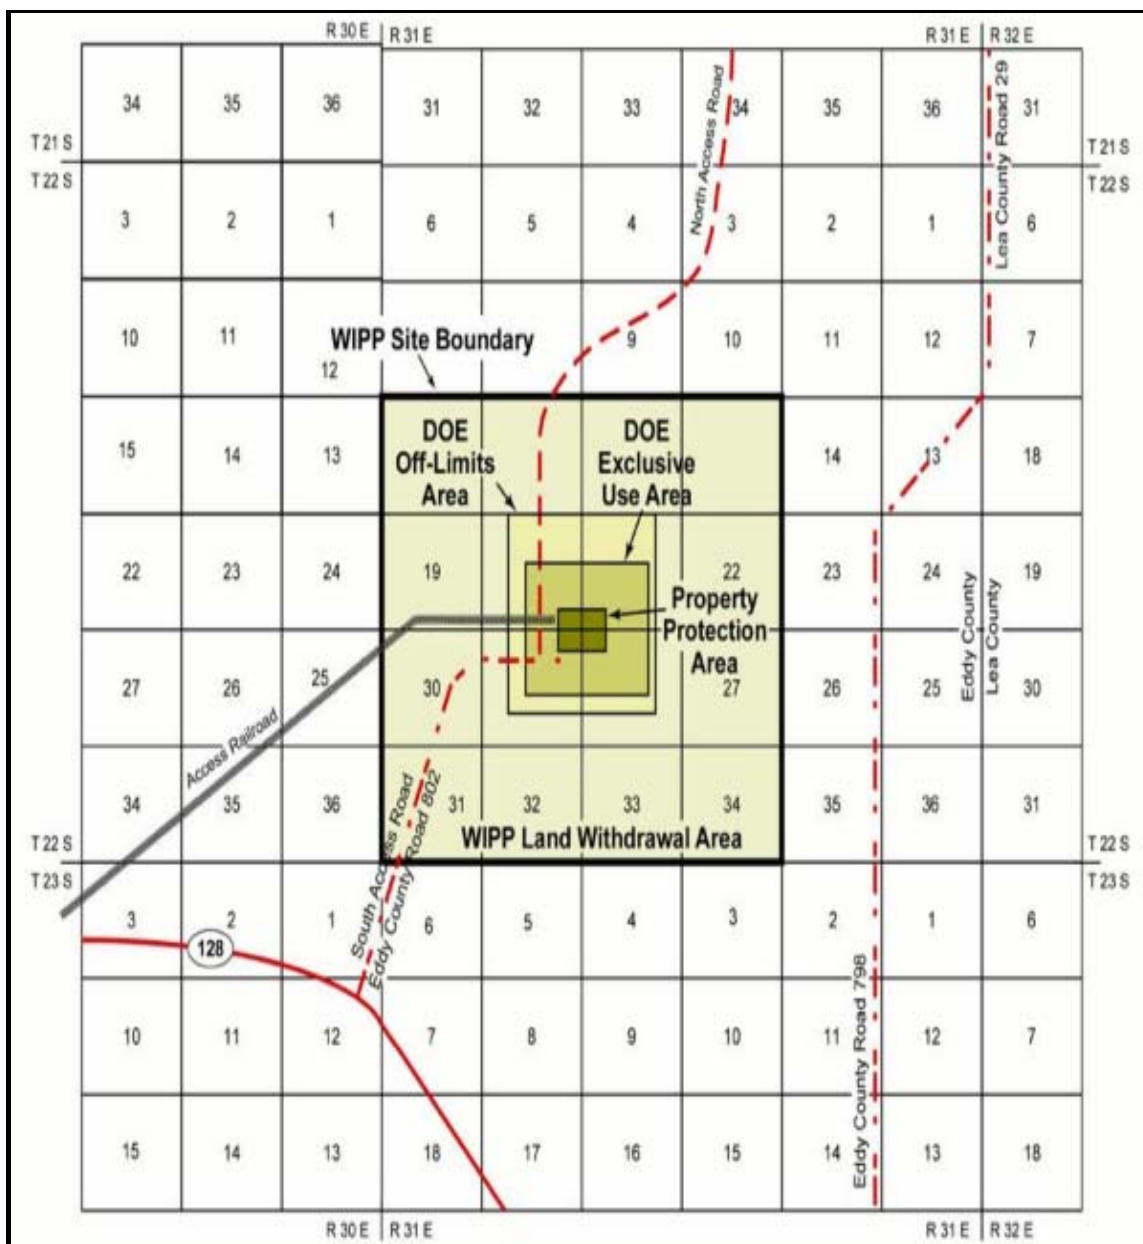 R 30 E R 31 E R 31 E R 32 E
34 35 36 31 32 33 34 35 36 31
T 21 S T 21 S
T 22 S T 22 S
North Access Road
Lea County Road 29
3 2 1 6 5 4 3 2 1 6
10 11 12 9 10 11 12 7
WIPP Site Boundary
15 14 13 14 13 18
DOE
Off-Limits
Area
DOE
Exclusive
Use Area
22 23 24 19 22 23 24 19
Property
Protection
Area
Eddy County
Lea County
27 26 25 30 27 26 25 30
Access Railroad
34 35 36 31 32 33 34 35 36 31
WIPP Land Withdrawal Area
South Access Road
Eddy County Road 802
T 22 S T 22 S
T 23 S T 23 S
3 2 1 6 5 4 3 2 1 6
128
10 11 12 7 8 9 10 11 12 7
Eddy County Road 798
15 14 13 18 17 16 15 14 13 18
R 30 E R 31 E R 31 E R 32 E